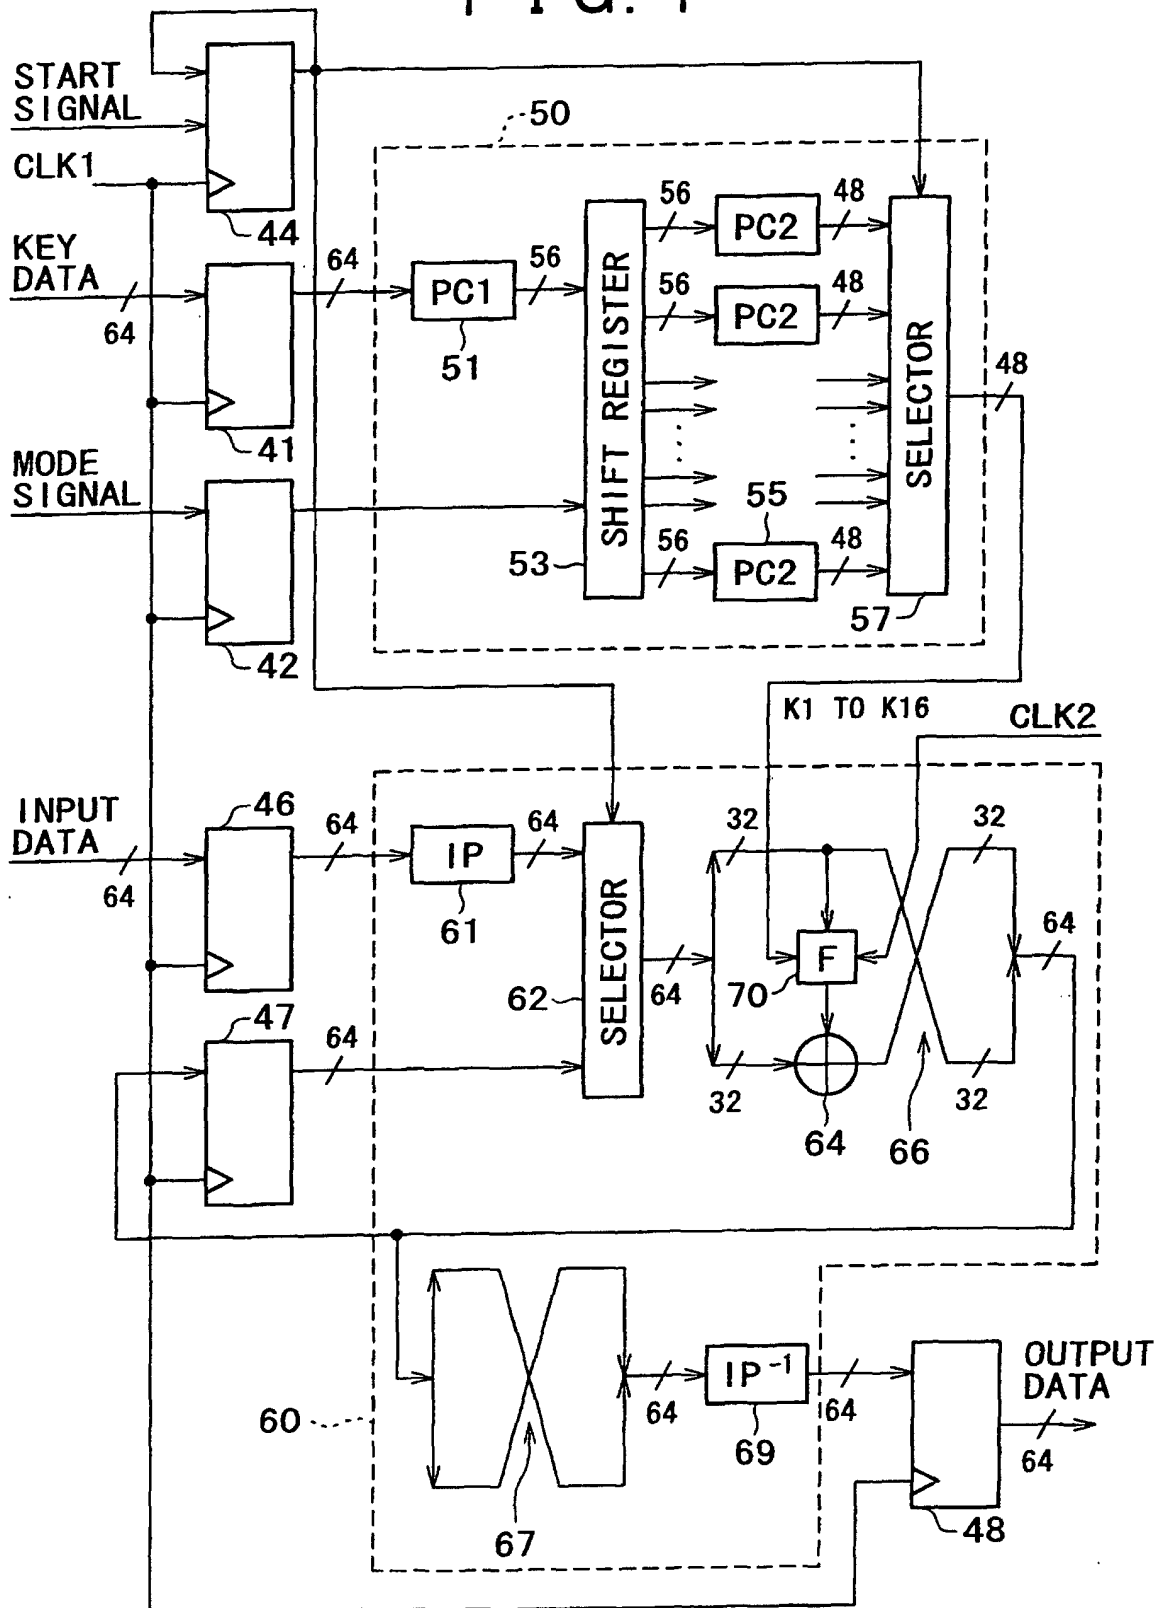 FIG.
START
SIGNAL
50
CLK1
44
KEY
DATA
64
64
PC1
51
56
56
PC2
48
56
PC2
48
SHIFT REGISTER
SELECTOR
48
41
MODE
SIGNAL
53
55
56
PC2
48
57
42
K1 TO K16
CLK2
INPUT
DATA
64
46
64
IP
61
64
SELECTOR
62
64
32
32
F
70
64
47
64
32
64
66
32
60
67
64
IP-1
69
64
OUTPUT
DATA
64
48